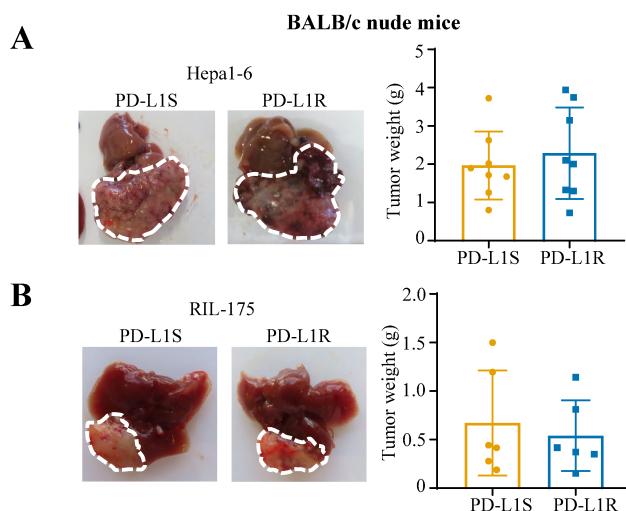 BALB/c nude mice
A
Hepa1-6
PD-L1S PD-L1R
Tumor weight (g)
5
4
3
2
1
0
PD-L1S PD-L1R
B
RIL-175
PD-L1S PD-L1R
Tumor weight (g)
2.0
1.5
1.0
0.5
0
PD-L1S PD-L1R